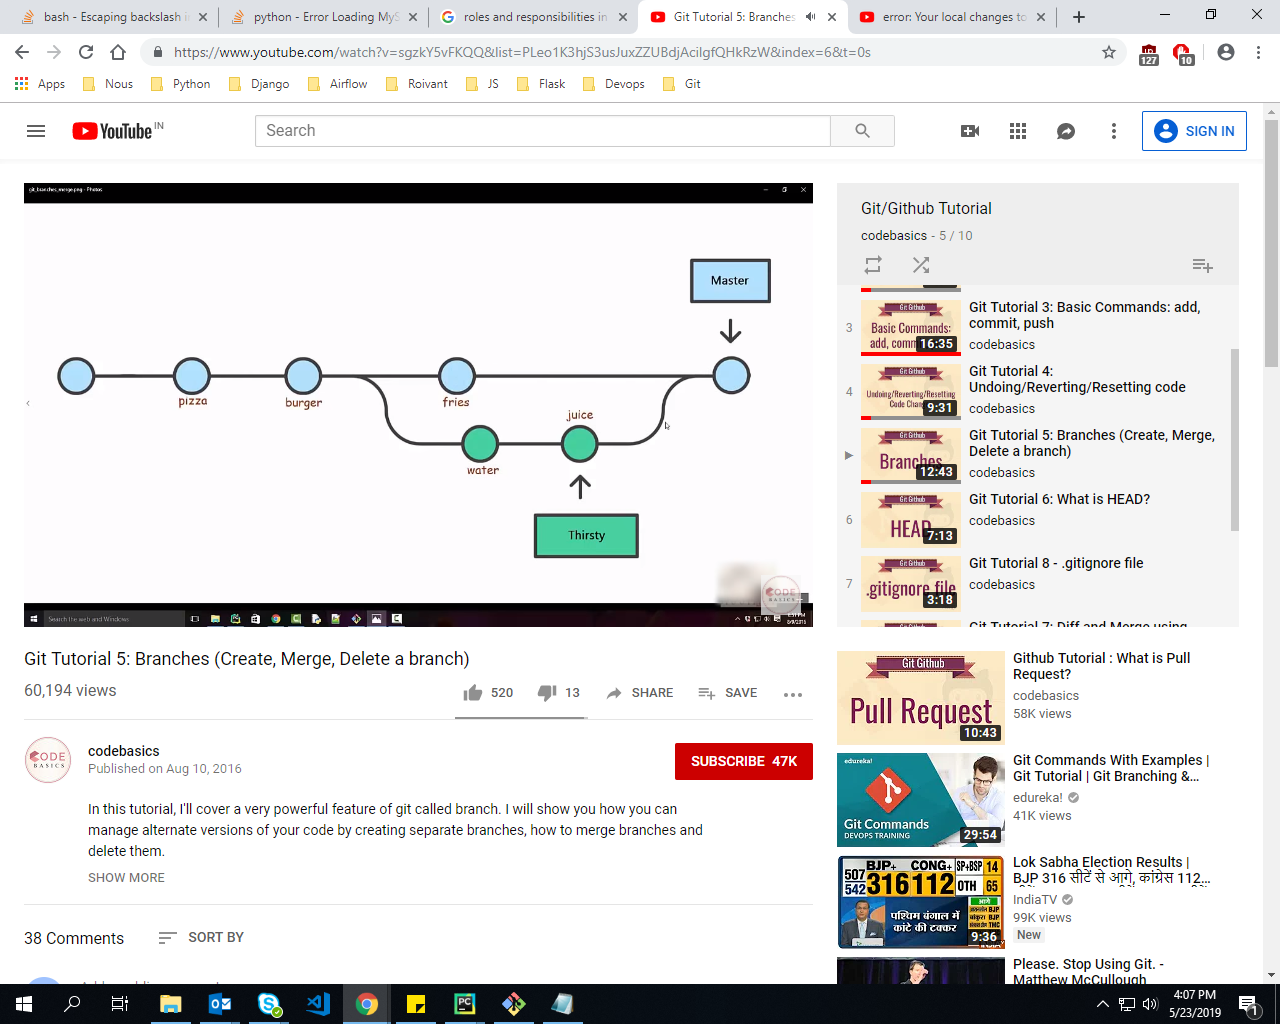 bash - Escaping backslash i
python - Error Loading MyS
roles and responsibilities in
Git Tutorial 5: Branches
error: Your local changes to
https://www.youtube.com/watch?v=sgzkY5vFKQQ&list=PLeo1K3hjS3usJuxZZUBdjAcilgfQHkRzW&index=6&t=0s
127
10
Apps
Nous
Python
Django
Airflow
Roivant
JS
Flask
Devops
Git
YouTube IN
Search
SIGN IN
git_branches_merge.png - Photos
Master
pizza
burger
fries
juice
water
Thirsty
CODE
BASICS
Search the web and Windows
8/9/2016
Git/Github Tutorial
codebasics - 5 / 10
3
Git Github
Basic Commands:
16:35
Git Tutorial 3: Basic Commands: add,
commit, push
codebasics
4
Git Github
Undoing/Reverting/Resetting
9:31
Git Tutorial 4:
Undoing/Reverting/Resetting code
codebasics
Git Github
Branches
12:43
Git Tutorial 5: Branches (Create, Merge,
Delete a branch)
codebasics
6
Git Github
HEAD
7:13
Git Tutorial 6: What is HEAD?
codebasics
7
Git Github
.gitignore file
3:18
Git Tutorial 8 - .gitignore file
codebasics
Git Github
Git Tutorial 7: Diff and Merge using
Git Tutorial 5: Branches (Create, Merge, Delete a branch)
60,194 views
520
13
SHARE
SAVE
CODE
BASICS
codebasics
Published on Aug 10, 2016
SUBSCRIBE 47K
In this tutorial, I'll cover a very powerful feature of git called branch. I will show you how you can
manage alternate versions of your code by creating separate branches, how to merge branches and
delete them.
SHOW MORE
38 Comments
SORT BY
Git Github
Pull Request
10:43
Github Tutorial : What is Pull
Request?
codebasics
58K views
edureka!
Git Commands
DEVOPS TRAINING
29:54
Git Commands With Examples |
Git Tutorial | Git Branching &...
edureka!
41K views
507
542
BJP+
316
CONG+
112
SP+BSP 14
OTH 65
पश्चिम बंगाल में
कांटे की टक्कर
9:36
Lok Sabha Election Results |
BJP 316 सीटें से आगे, कांग्रेस 112...
IndiaTV
99K views
New
Please. Stop Using Git. -
Matthew McCullough
4:07 PM
5/23/2019
1